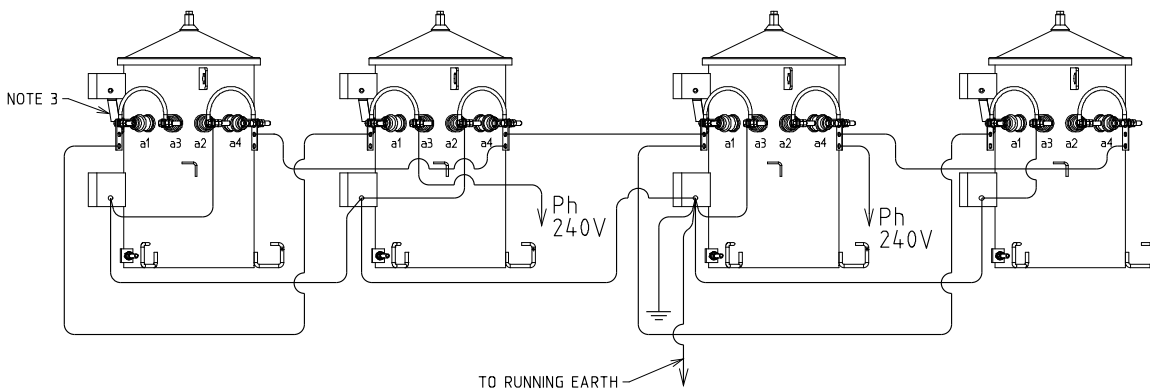 NOTE 3
a1 a3 a2 a4
a1 a3 a2 a4
a1 a3 a2 a4
a1 a3 a2 a4
Ph
240V
Ph
240V
TO RUNNING EARTH